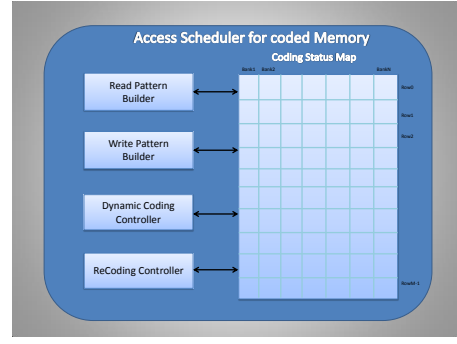 Access Scheduler for coded Memory
Coding Status Map
Bank1 Bank2 BankN
Read Pattern
Builder
Row0
Row1
Row2
Write Pattern
Builder
Dynamic Coding
Controller
ReCoding Controller
RowM-1